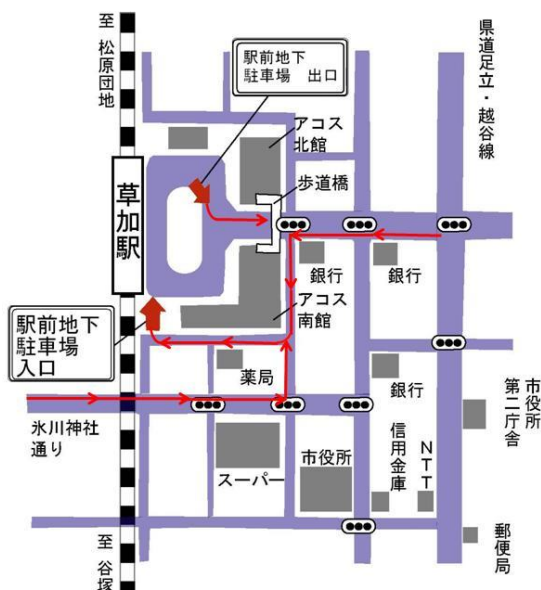 至 松原団地
駅前地下
駐車場 出口
県道足立・越谷線
アコス
北館
歩道橋
草加駅
銀行
銀行
アコス
南館
駅前地下
駐車場
入口
薬局
銀行
市役所
第二庁舎
氷川神社
通り
スーパー
市役所
信用金庫
NTT
郵便局
至 谷塚